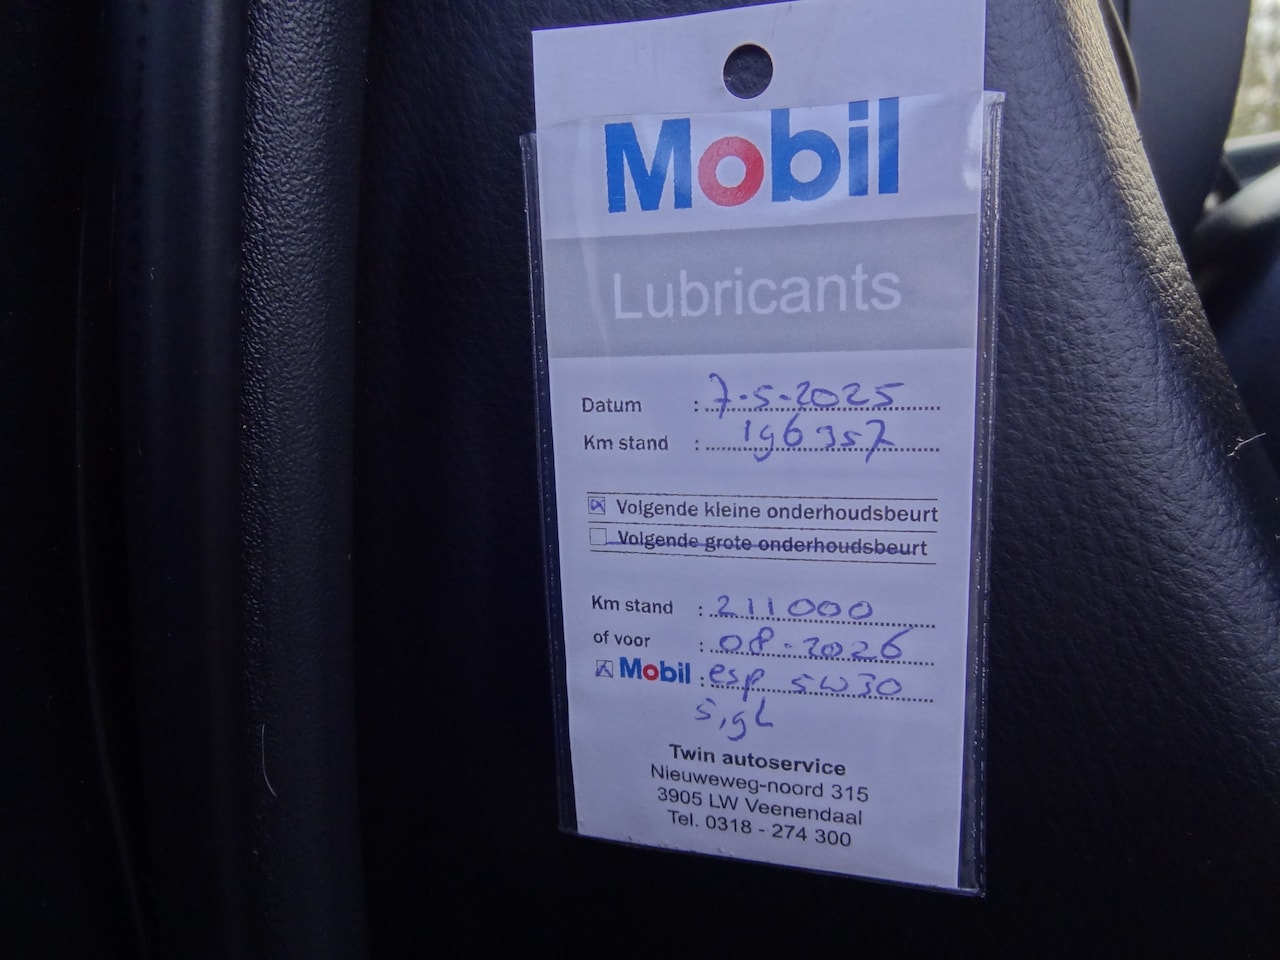 Mobil
Lubricants
Datum : 7-5-2025
Km stand : 196357
Volgende kleine onderhoudsbeurt
Volgende grote onderhoudsbeurt
Km stand : 211000
of voor : 08-2026
Mobil : esp 5W30
5,9L
Twin autoservice
Nieuweweg-noord 315
3905 LW Veenendaal
Tel. 0318 - 274 300